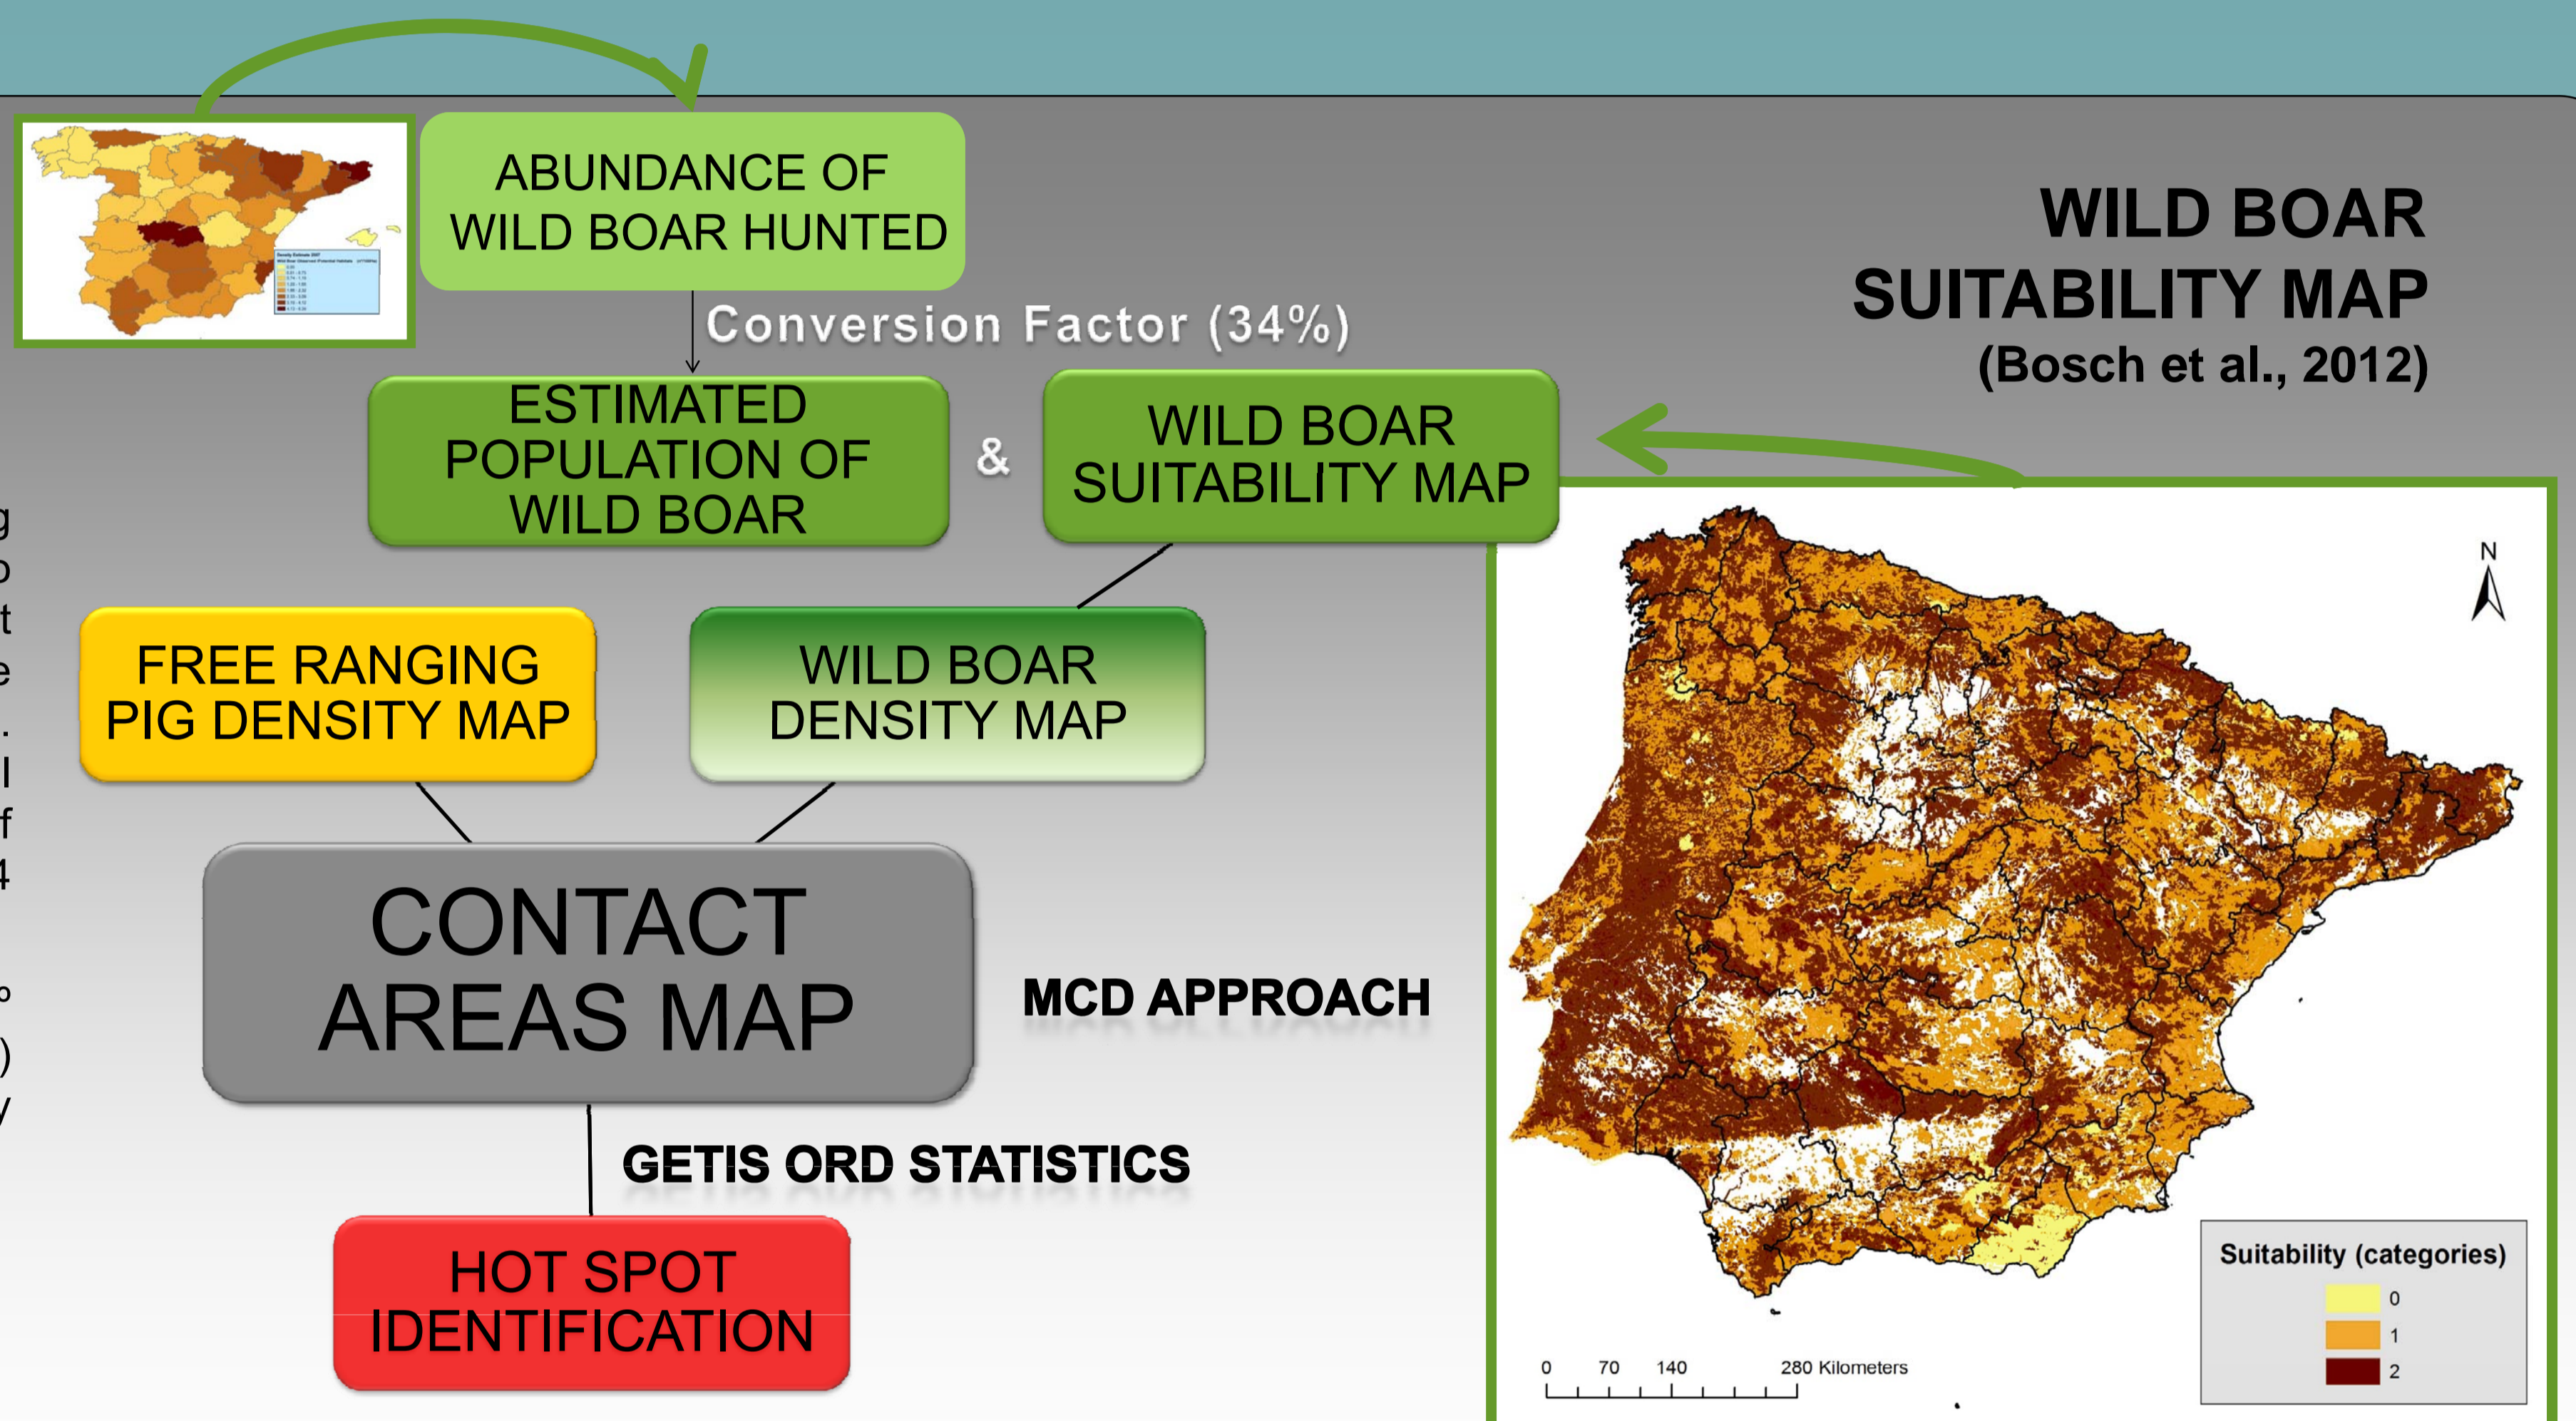 ABUNDANCE OF
WILD BOAR HUNTED
Conversion Factor (34%)
WILD BOAR
SUITABILITY MAP
(Bosch et al., 2012)
ESTIMATED
POPULATION OF
WILD BOAR
&
WILD BOAR
SUITABILITY MAP
FREE RANGING
PIG DENSITY MAP
WILD BOAR
DENSITY MAP
CONTACT
AREAS MAP
MCD APPROACH
GETIS ORD STATISTICS
HOT SPOT
IDENTIFICATION
N
Suitability (categories)
0
1
2
0 70 140 280 Kilometers